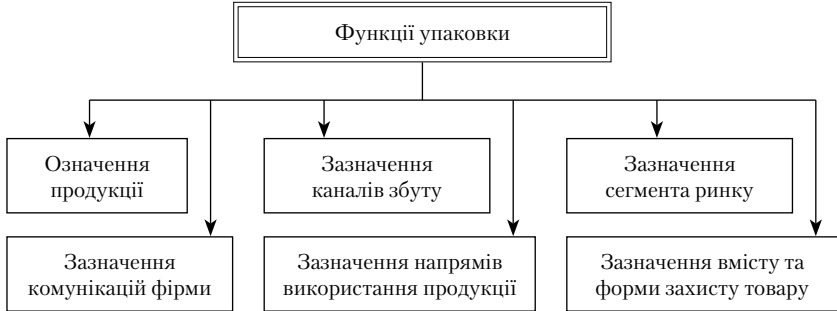 Функції упаковки
Означення
продукції
Зазначення
каналів збуту
Зазначення
сегмента ринку
Зазначення
комунікацій фірми
Зазначення напрямів
використання продукції
Зазначення вмісту та
форми захисту товару